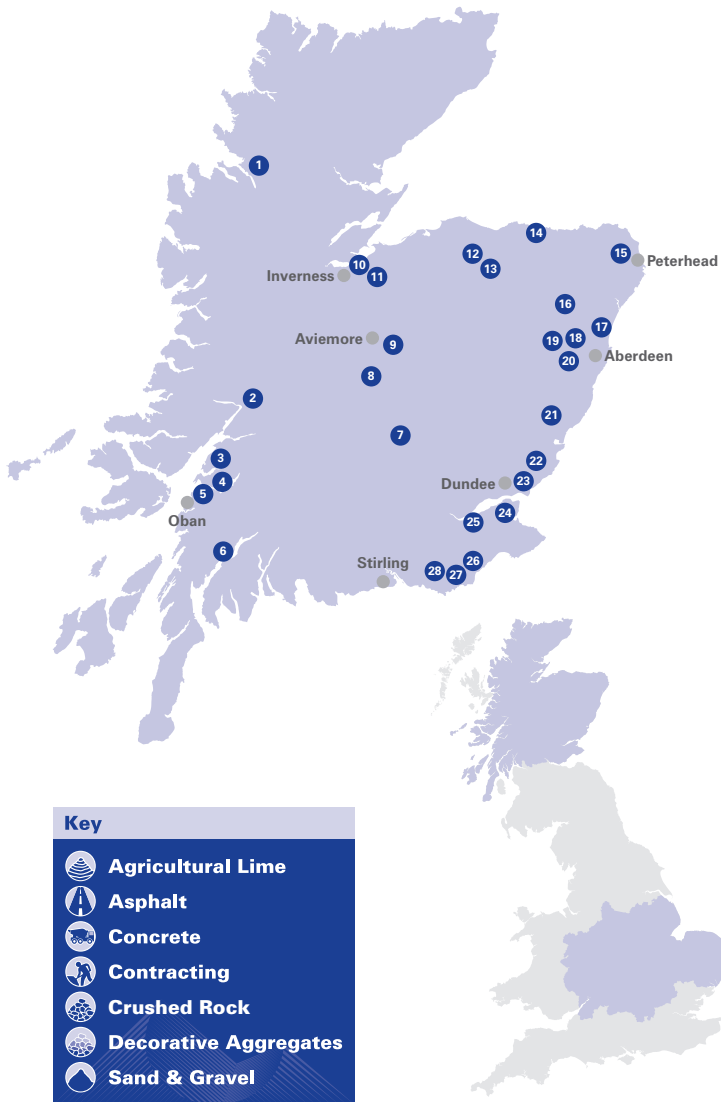 1
14
12
15
10
Peterhead
13
Inverness
11
16
17
Aviemore
18
9
19
Aberdeen
20
8
2
21
7
3
22
4
Dundee
23
5
Oban
24
25
6
Stirling
26
28
27
Key
Agricultural Lime
Asphalt
Concrete
Contracting
Crushed Rock
Decorative Aggregates
Sand & Gravel